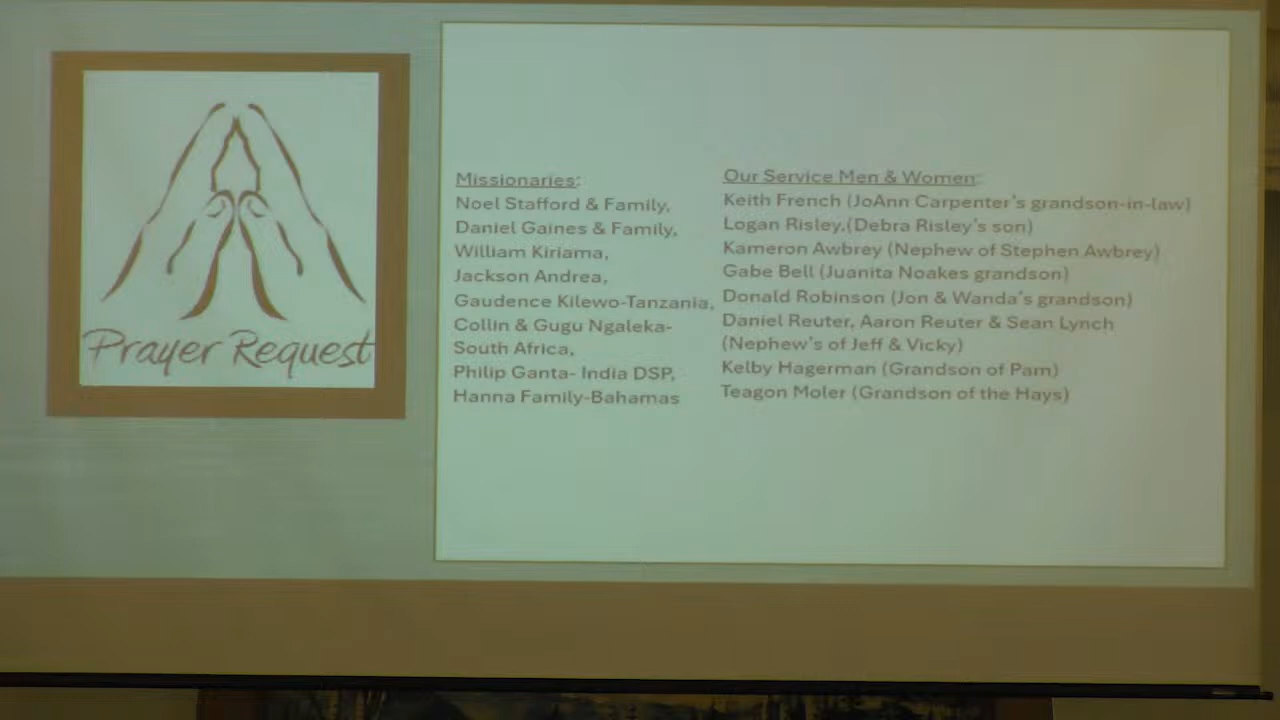 Prayer Request
Missionaries:
Noel Stafford & Family,
Daniel Gaines & Family,
William Kiriama,
Jackson Andrea,
Gaudence Kilewo-Tanzania,
Collin & Gugu Ngaleka-
South Africa,
Philip Ganta- India DSP,
Hanna Family-Bahamas
Our Service Men & Women:
Keith French (JoAnn Carpenter's grandson-in-law)
Logan Risley,(Debra Risley's son)
Kameron Awbrey (Nephew of Stephen Awbrey)
Gabe Bell (Juanita Noakes grandson)
Donald Robinson (Jon & Wanda's grandson)
Daniel Reuter, Aaron Reuter & Sean Lynch
(Nephew's of Jeff & Vicky)
Kelby Hagerman (Grandson of Pam)
Teagon Moler (Grandson of the Hays)